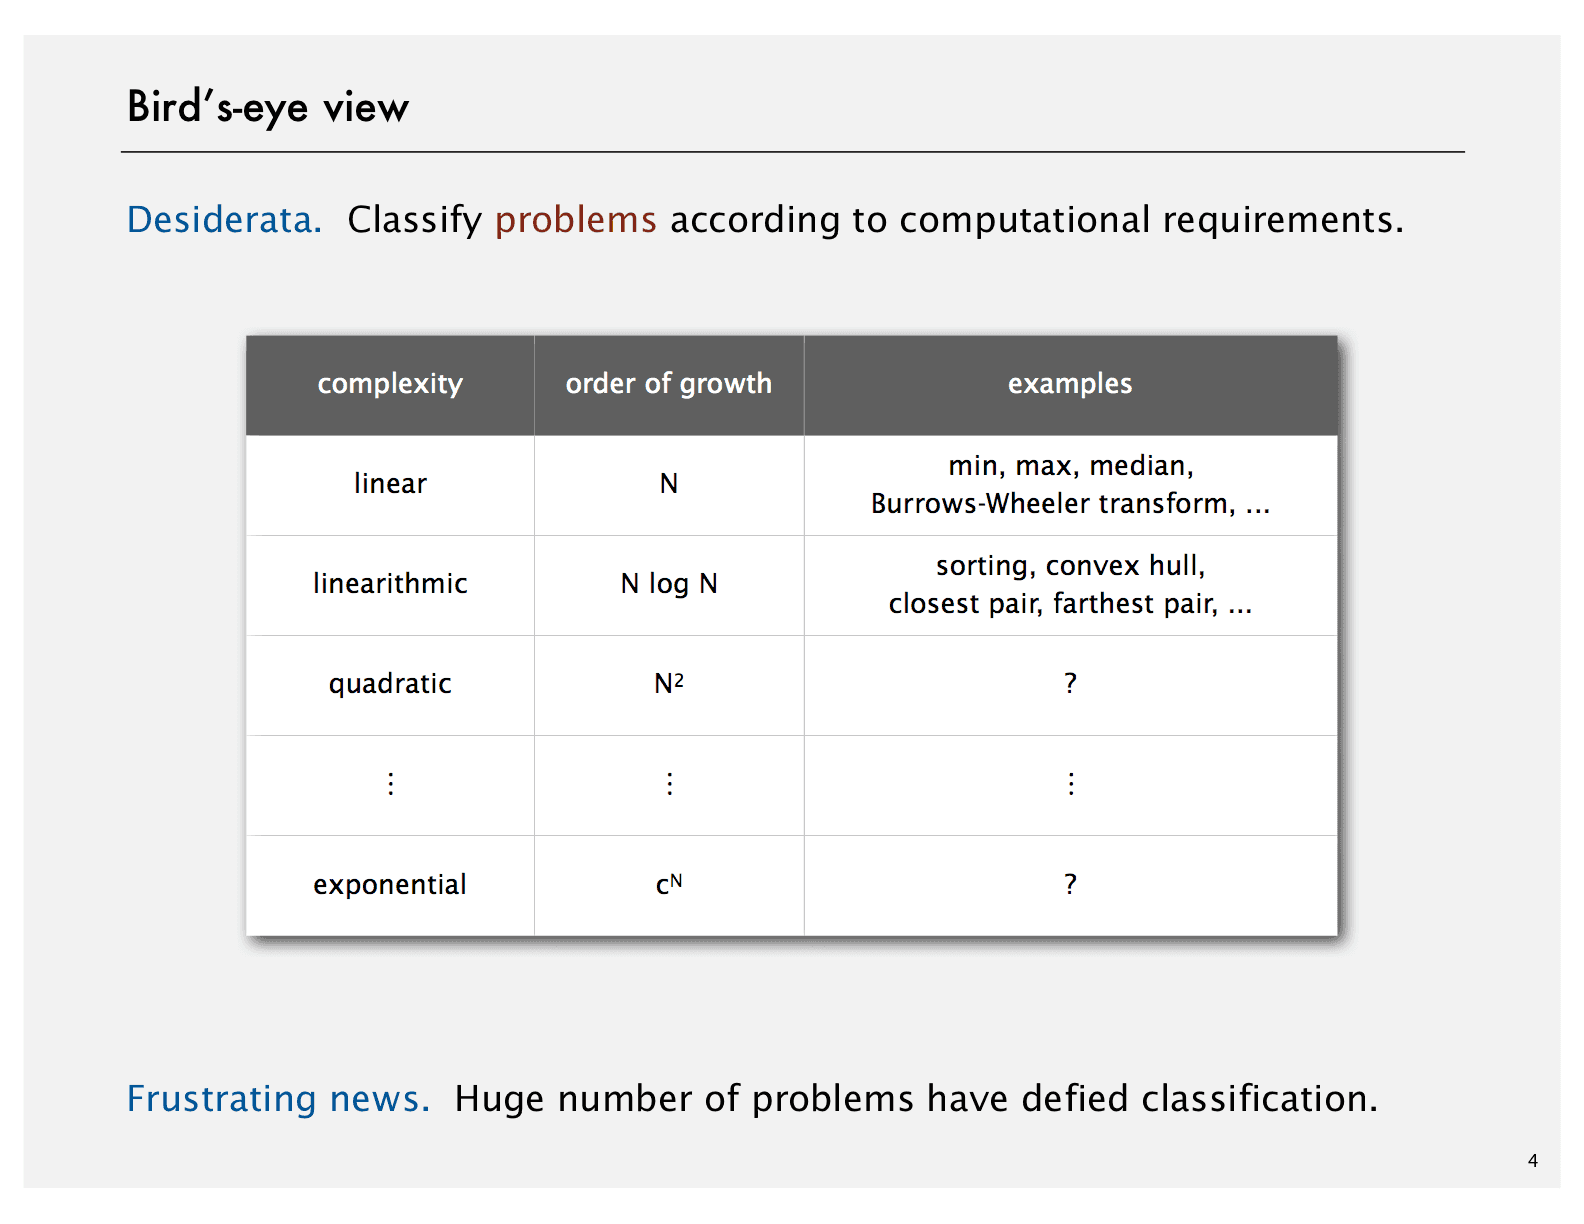 Bird’s-eye view
Desiderata. Classify problems according to computational requirements.
complexity order of growth examples
linear N min, max, median,
Burrows-Wheeler transform, …
linearithmic N log N sorting, convex hull,
closest pair, farthest pair, …
quadratic N² ?
⋮ ⋮ ⋮
exponential cᴺ ?
Frustrating news. Huge number of problems have defied classification.
4